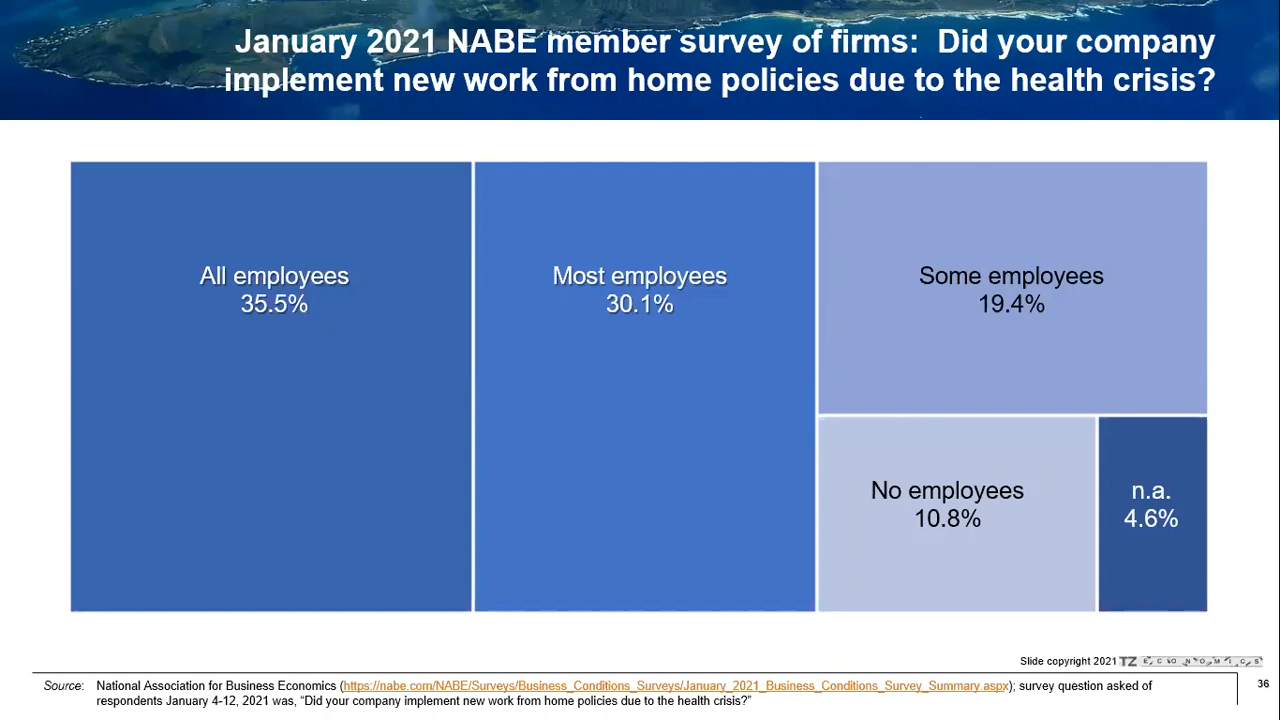 January 2021 NABE member survey of firms:  Did your company
implement new work from home policies due to the health crisis?
All employees
35.5%
Most employees
30.1%
Some employees
19.4%
No employees
10.8%
n.a.
4.6%
Slide copyright 2021 TZ ECONOMICS
Source: National Association for Business Economics (https://nabe.com/NABE/Surveys/Business_Conditions_Surveys/January_2021_Business_Conditions_Survey_Summary.aspx); survey question asked of
respondents January 4-12, 2021 was, “Did your company implement new work from home policies due to the health crisis?”
36